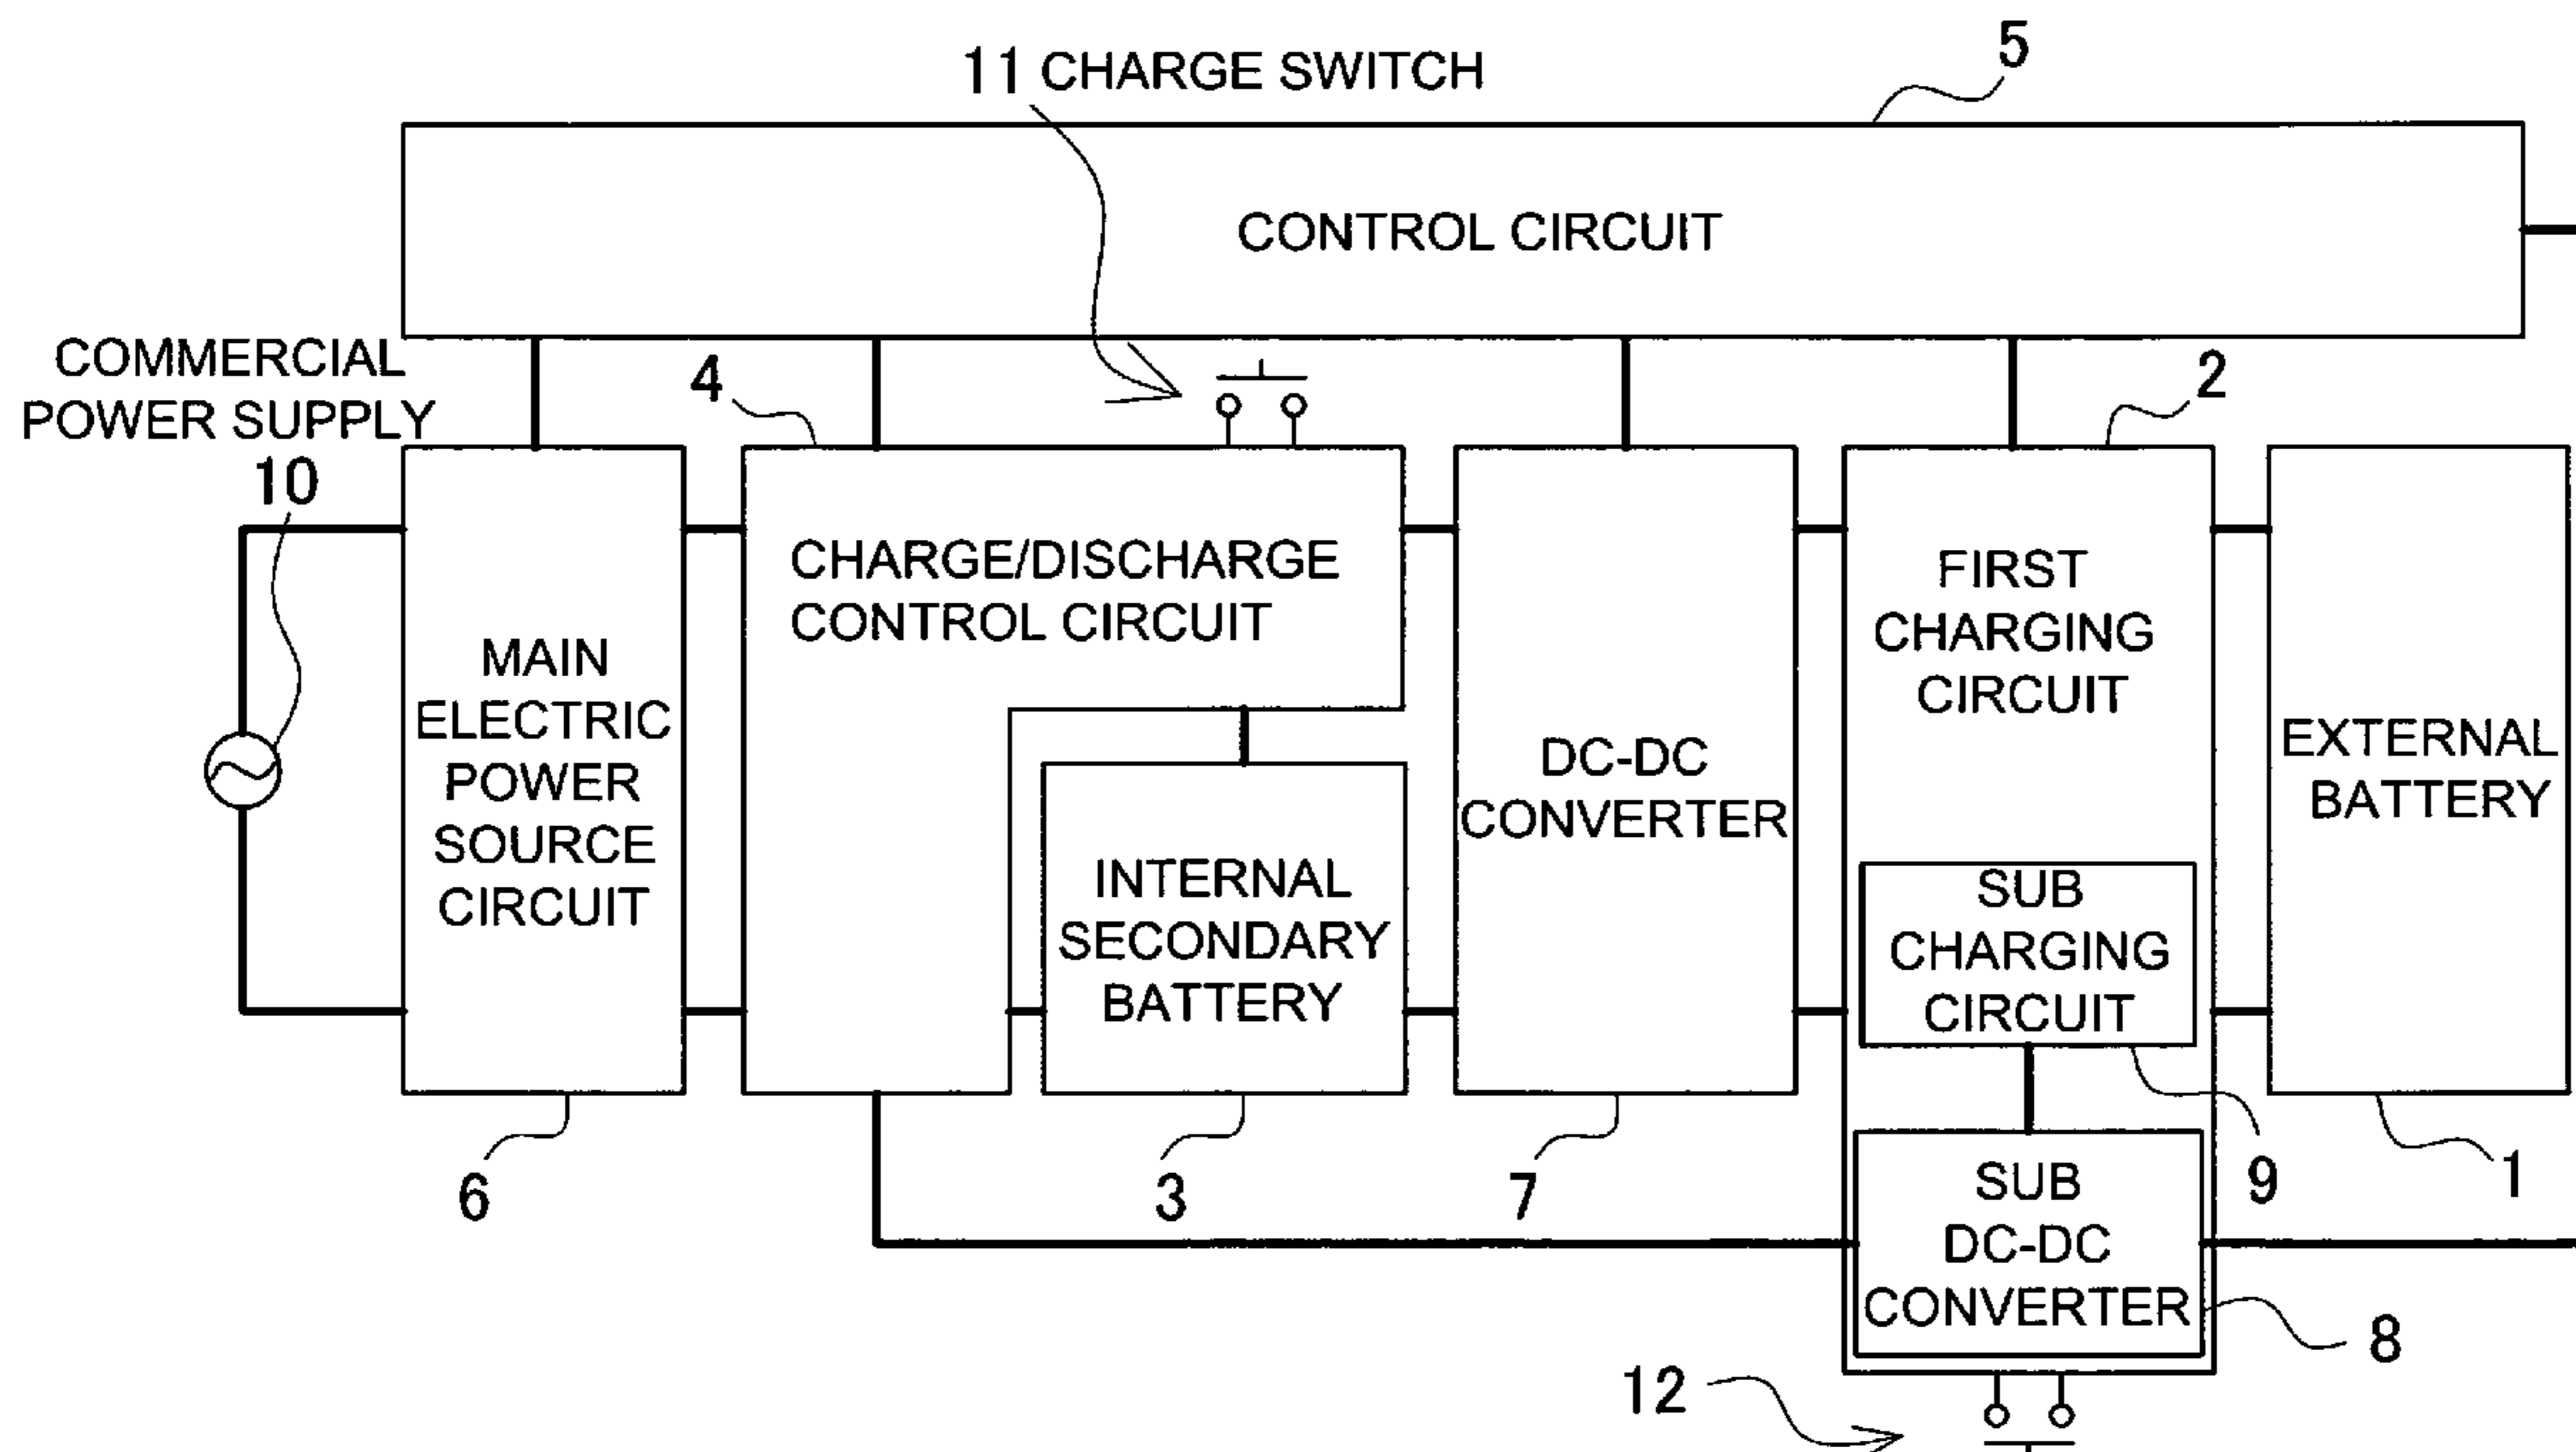 5
11 CHARGE SWITCH
CONTROL CIRCUIT
COMMERCIAL
POWER SUPPLY
10
4
2
MAIN
ELECTRIC
POWER
SOURCE
CIRCUIT
CHARGE/DISCHARGE
CONTROL CIRCUIT
INTERNAL
SECONDARY
BATTERY
DC-DC
CONVERTER
FIRST
CHARGING
CIRCUIT
SUB
CHARGING
CIRCUIT
EXTERNAL
BATTERY
6
3
7
9
1
SUB
DC-DC
CONVERTER
8
12